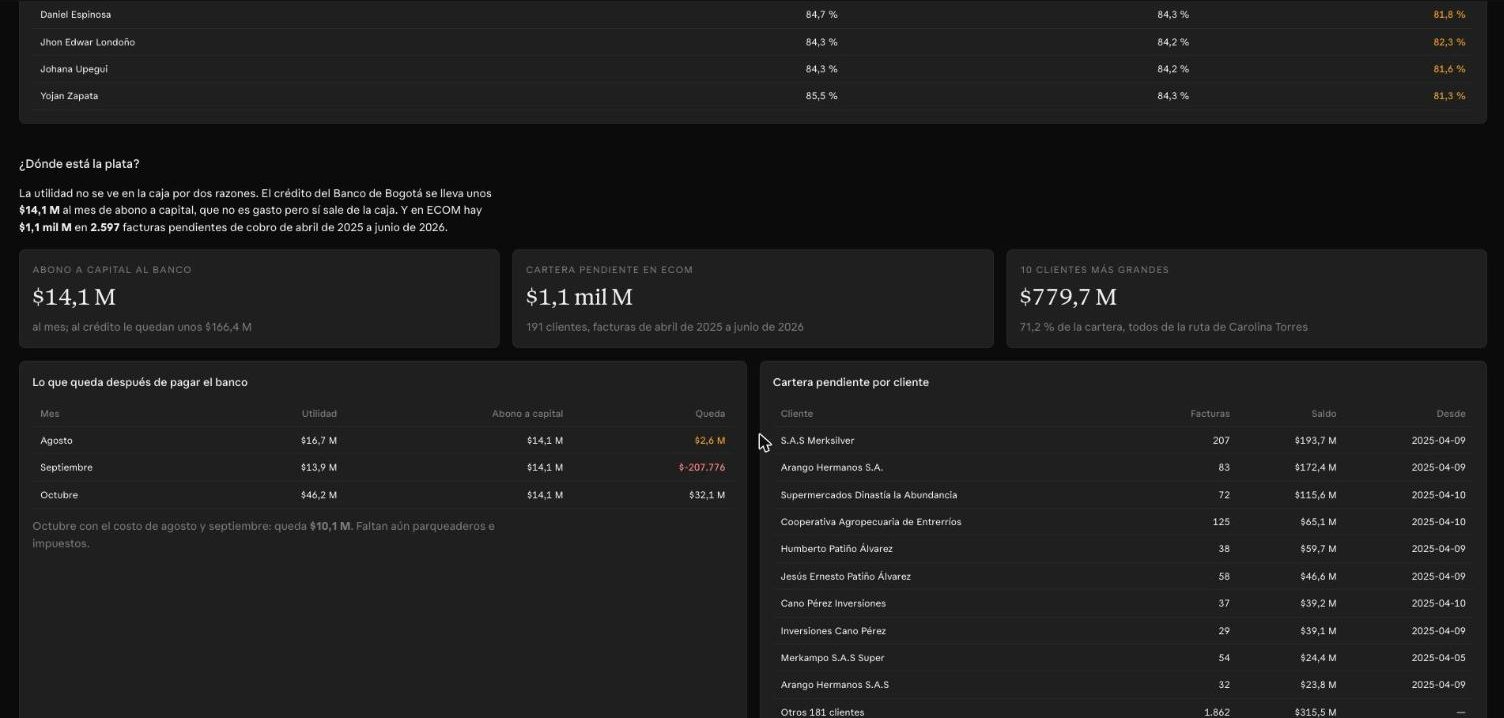 Daniel Espinosa 84,7 % 84,3 % 81,8 %
Jhon Edwar Londoño 84,3 % 84,2 % 82,3 %
Johana Upegui 84,3 % 84,2 % 81,6 %
Yojan Zapata 85,5 % 84,3 % 81,3 %
¿Dónde está la plata?
La utilidad no se ve en la caja por dos razones. El crédito del Banco de Bogotá se lleva unos
$14,1 M al mes de abono a capital, que no es gasto pero sí sale de la caja. Y en ECOM hay
$1,1 mil M en 2.597 facturas pendientes de cobro de abril de 2025 a junio de 2026.
ABONO A CAPITAL AL BANCO
$14,1 M
al mes; al crédito le quedan unos $166,4 M
CARTERA PENDIENTE EN ECOM
$1,1 mil M
191 clientes, facturas de abril de 2025 a junio de 2026
10 CLIENTES MÁS GRANDES
$779,7 M
71,2 % de la cartera, todos de la ruta de Carolina Torres
Lo que queda después de pagar el banco
Mes Utilidad Abono a capital Queda
Agosto $16,7 M $14,1 M $2,6 M
Septiembre $13,9 M $14,1 M $-207.776
Octubre $46,2 M $14,1 M $32,1 M
Octubre con el costo de agosto y septiembre: queda $10,1 M. Faltan aún parqueaderos e
impuestos.
Cartera pendiente por cliente
Cliente Facturas Saldo Desde
S.A.S Merksilver 207 $193,7 M 2025-04-09
Arango Hermanos S.A. 83 $172,4 M 2025-04-09
Supermercados Dinastía la Abundancia 72 $115,6 M 2025-04-10
Cooperativa Agropecuaria de Entrerríos 125 $65,1 M 2025-04-10
Humberto Patiño Álvarez 38 $59,7 M 2025-04-09
Jesús Ernesto Patiño Álvarez 58 $46,6 M 2025-04-09
Cano Pérez Inversiones 37 $39,2 M 2025-04-10
Inversiones Cano Pérez 29 $39,1 M 2025-04-09
Merkampo S.A.S Super 54 $24,4 M 2025-04-05
Arango Hermanos S.A.S 32 $23,8 M 2025-04-09
Otros 181 clientes 1.862 $315,5 M —